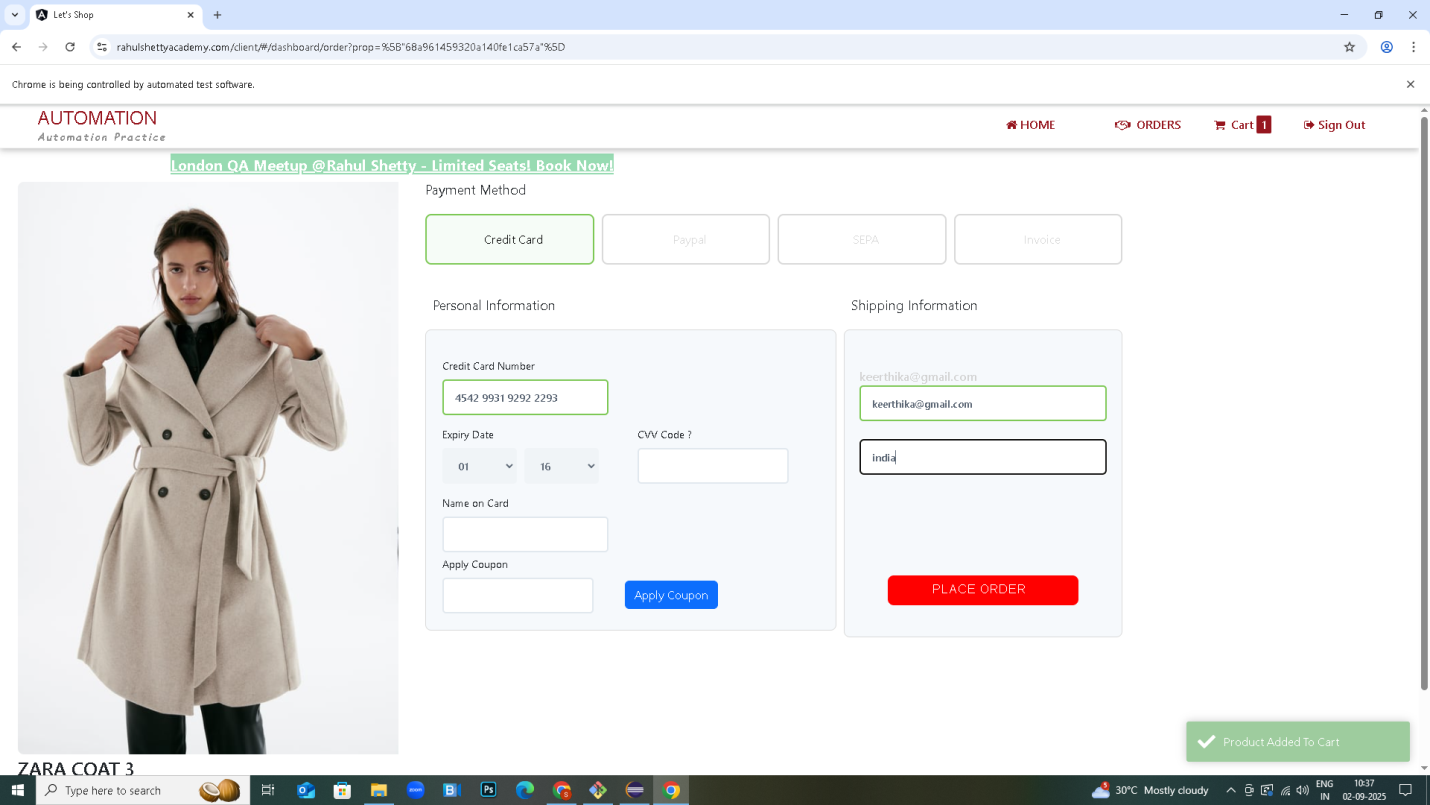 Let's Shop
rahulshettyacademy.com/client/#/dashboard/order?prop=%5B"68a961459320a140fe1ca57a"%5D
Chrome is being controlled by automated test software.
AUTOMATION
Automation Practice
HOME
ORDERS
Cart 1
Sign Out
London QA Meetup @Rahul Shetty - Limited Seats! Book Now!
Payment Method
Credit Card
Paypal
SEPA
Invoice
Personal Information
Shipping Information
Credit Card Number
4542 9931 9292 2293
Expiry Date
CVV Code ?
01
16
Name on Card
Apply Coupon
Apply Coupon
keerthika@gmail.com
keerthika@gmail.com
india
PLACE ORDER
Product Added To Cart
ZARA COAT 3
Type here to search
zoom
Ps
30°C Mostly cloudy
ENG
IN
10:37
02-09-2025